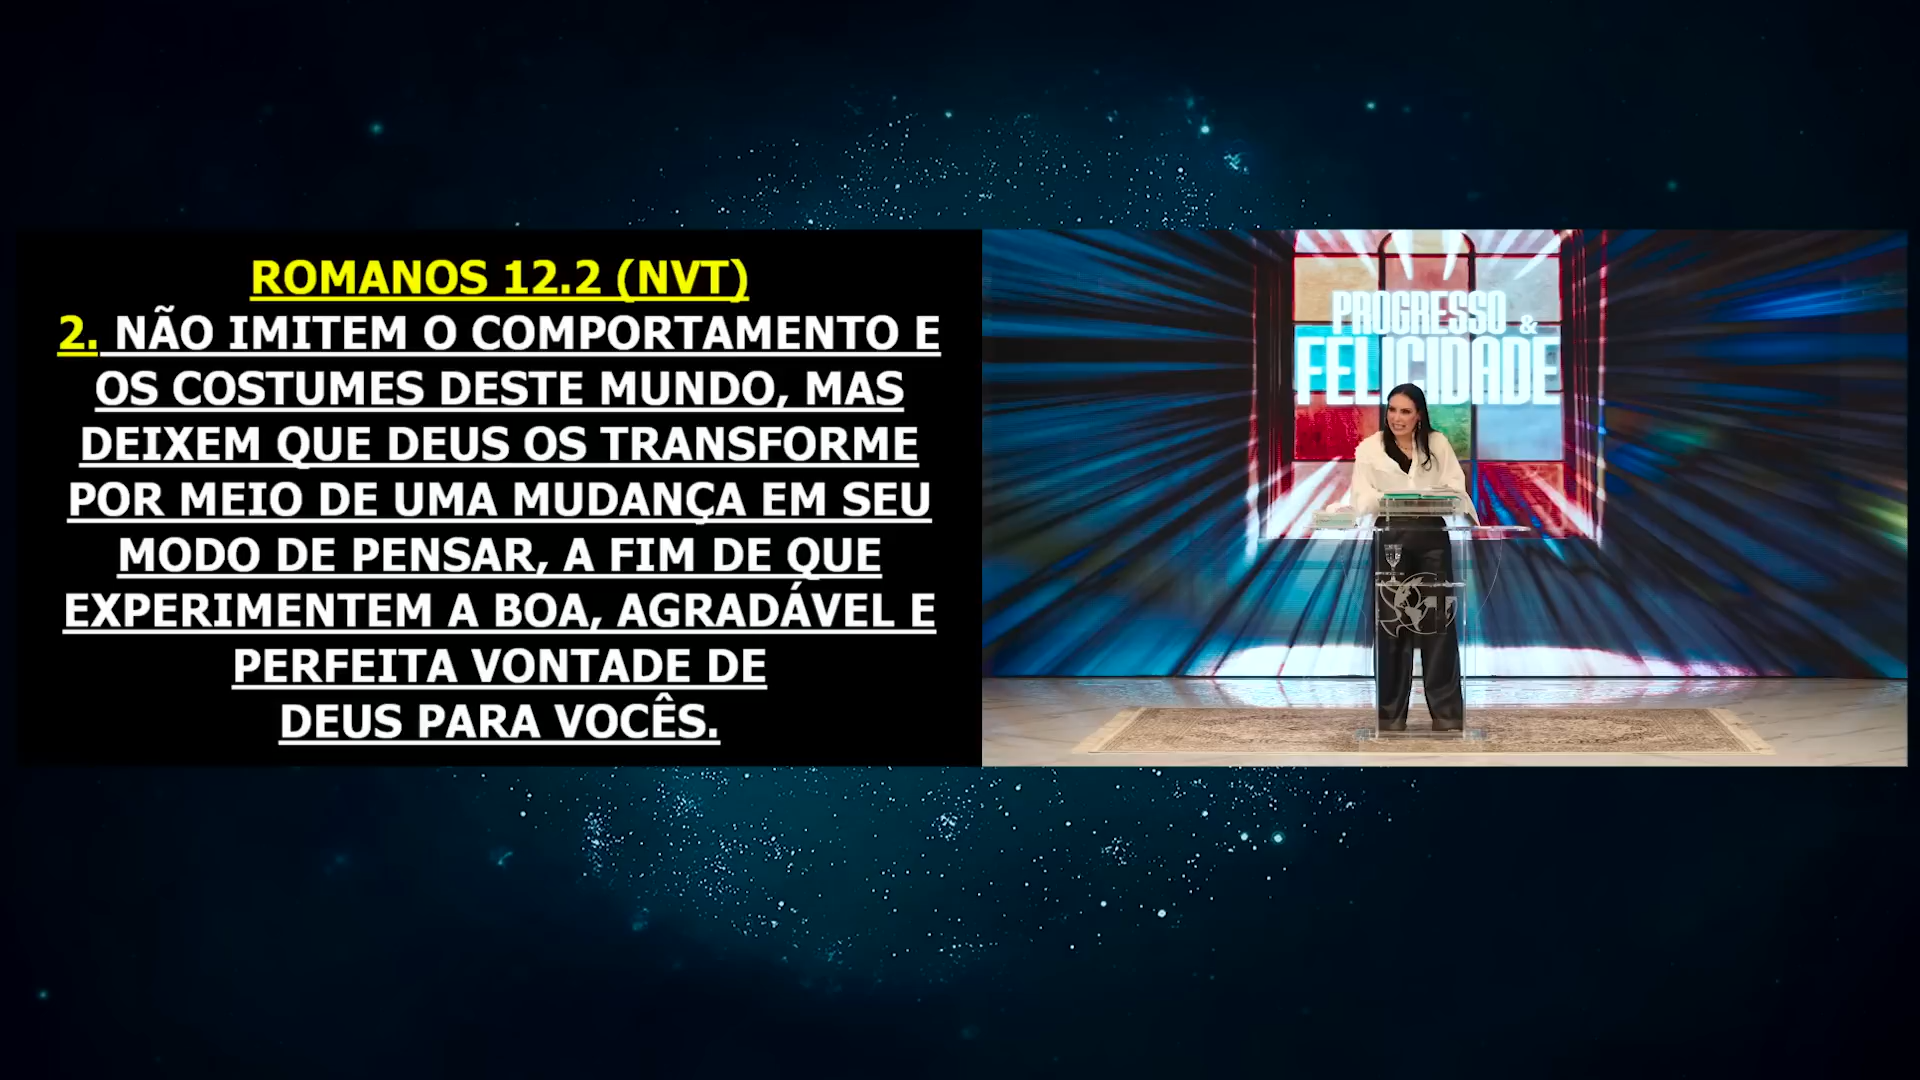 ROMANOS 12.2 (NVT)
2. NÃO IMITEM O COMPORTAMENTO E
OS COSTUMES DESTE MUNDO, MAS
DEIXEM QUE DEUS OS TRANSFORME
POR MEIO DE UMA MUDANÇA EM SEU
MODO DE PENSAR, A FIM DE QUE
EXPERIMENTEM A BOA, AGRADÁVEL E
PERFEITA VONTADE DE
DEUS PARA VOCÊS.
PROGRESSO &
FELICIDADE